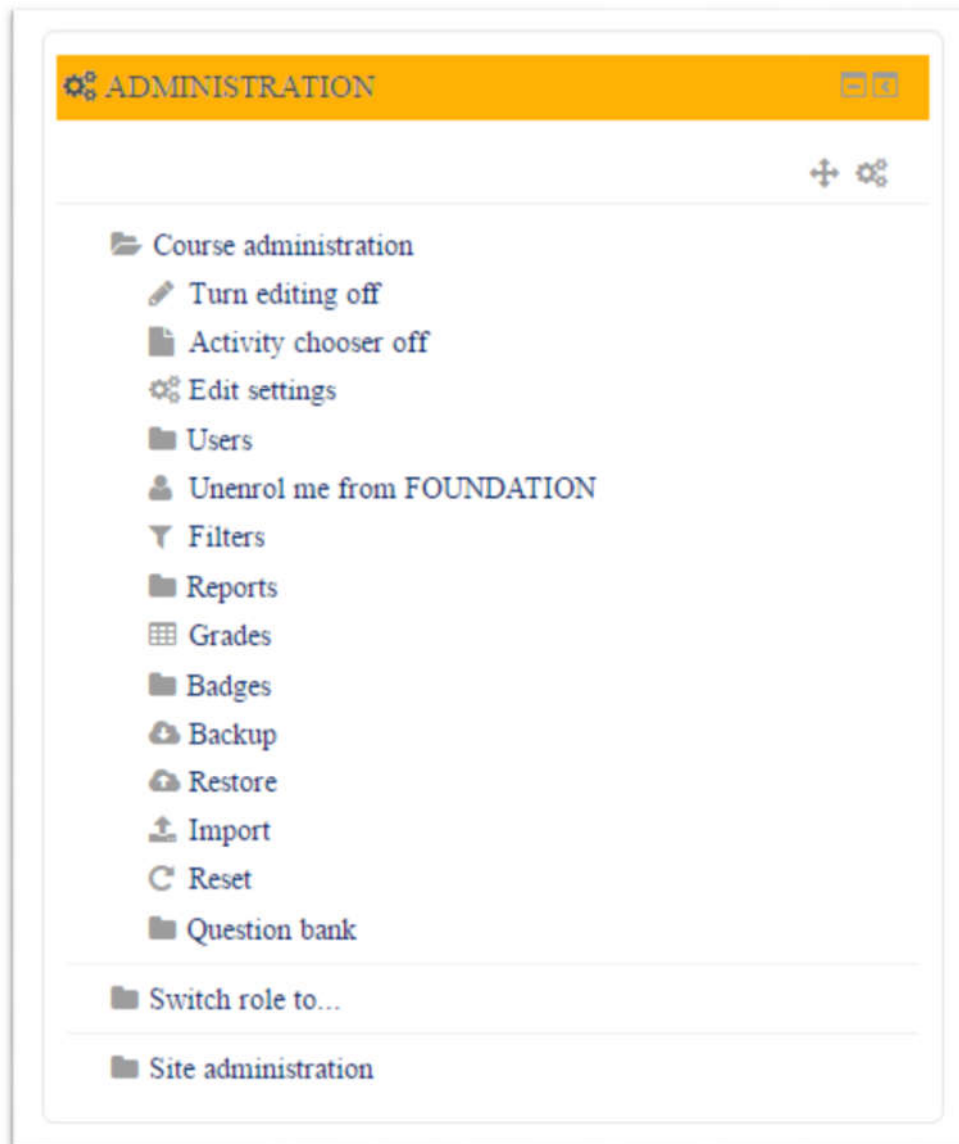 ADMINISTRATION
Course administration
Turn editing off
Activity chooser off
Edit settings
Users
Unenrol me from FOUNDATION
Filters
Reports
Grades
Badges
Backup
Restore
Import
Reset
Question bank
Switch role to...
Site administration